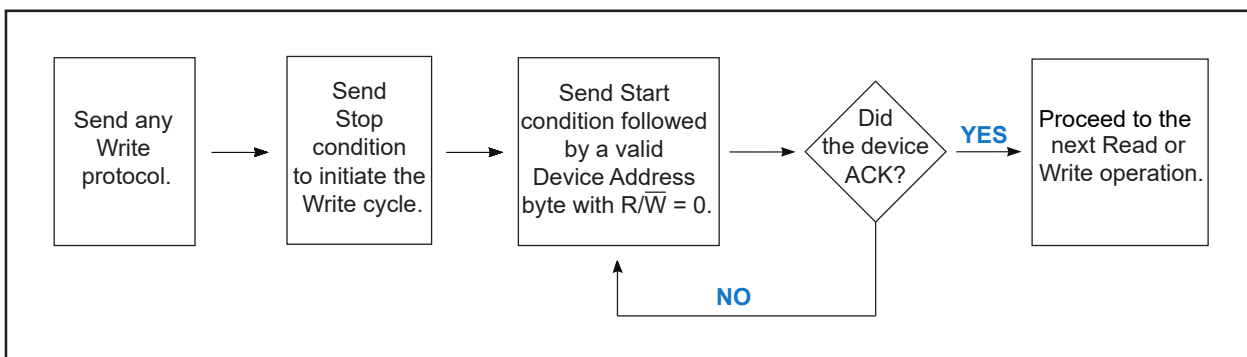 Send any
Write
protocol.
Send
Stop
condition
to initiate the
Write cycle.
Send Start
condition followed
by a valid
Device Address
byte with R/W̅ = 0.
Did
the device
ACK?
YES
NO
Proceed to the
next Read or
Write operation.